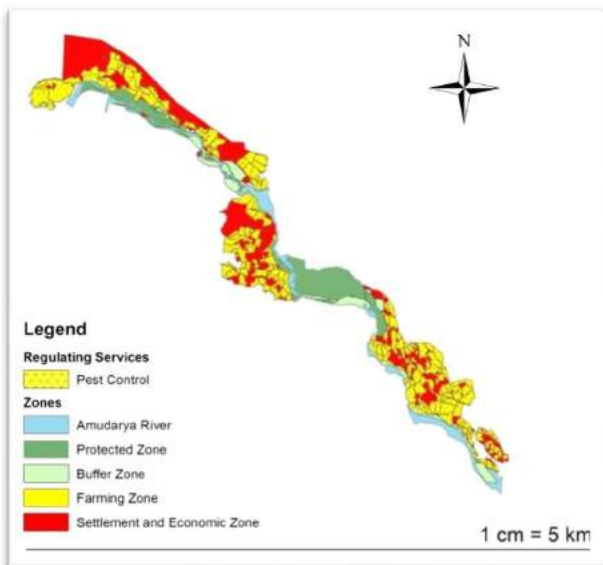 N
Legend
Regulating Services
Pest Control
Zones
Amudarya River
Protected Zone
Buffer Zone
Farming Zone
Settlement and Economic Zone
1 cm = 5 km